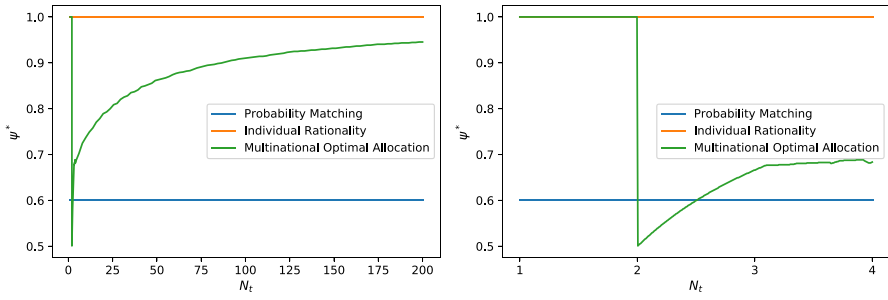 1.0
0.9
0.8
0.7
0.6
0.5
ψ*
0
25
50
75
100
125
150
175
200
N_t
Probability Matching
Individual Rationality
Multinational Optimal Allocation
1.0
0.9
0.8
0.7
0.6
0.5
ψ*
1
2
3
4
N_t
Probability Matching
Individual Rationality
Multinational Optimal Allocation